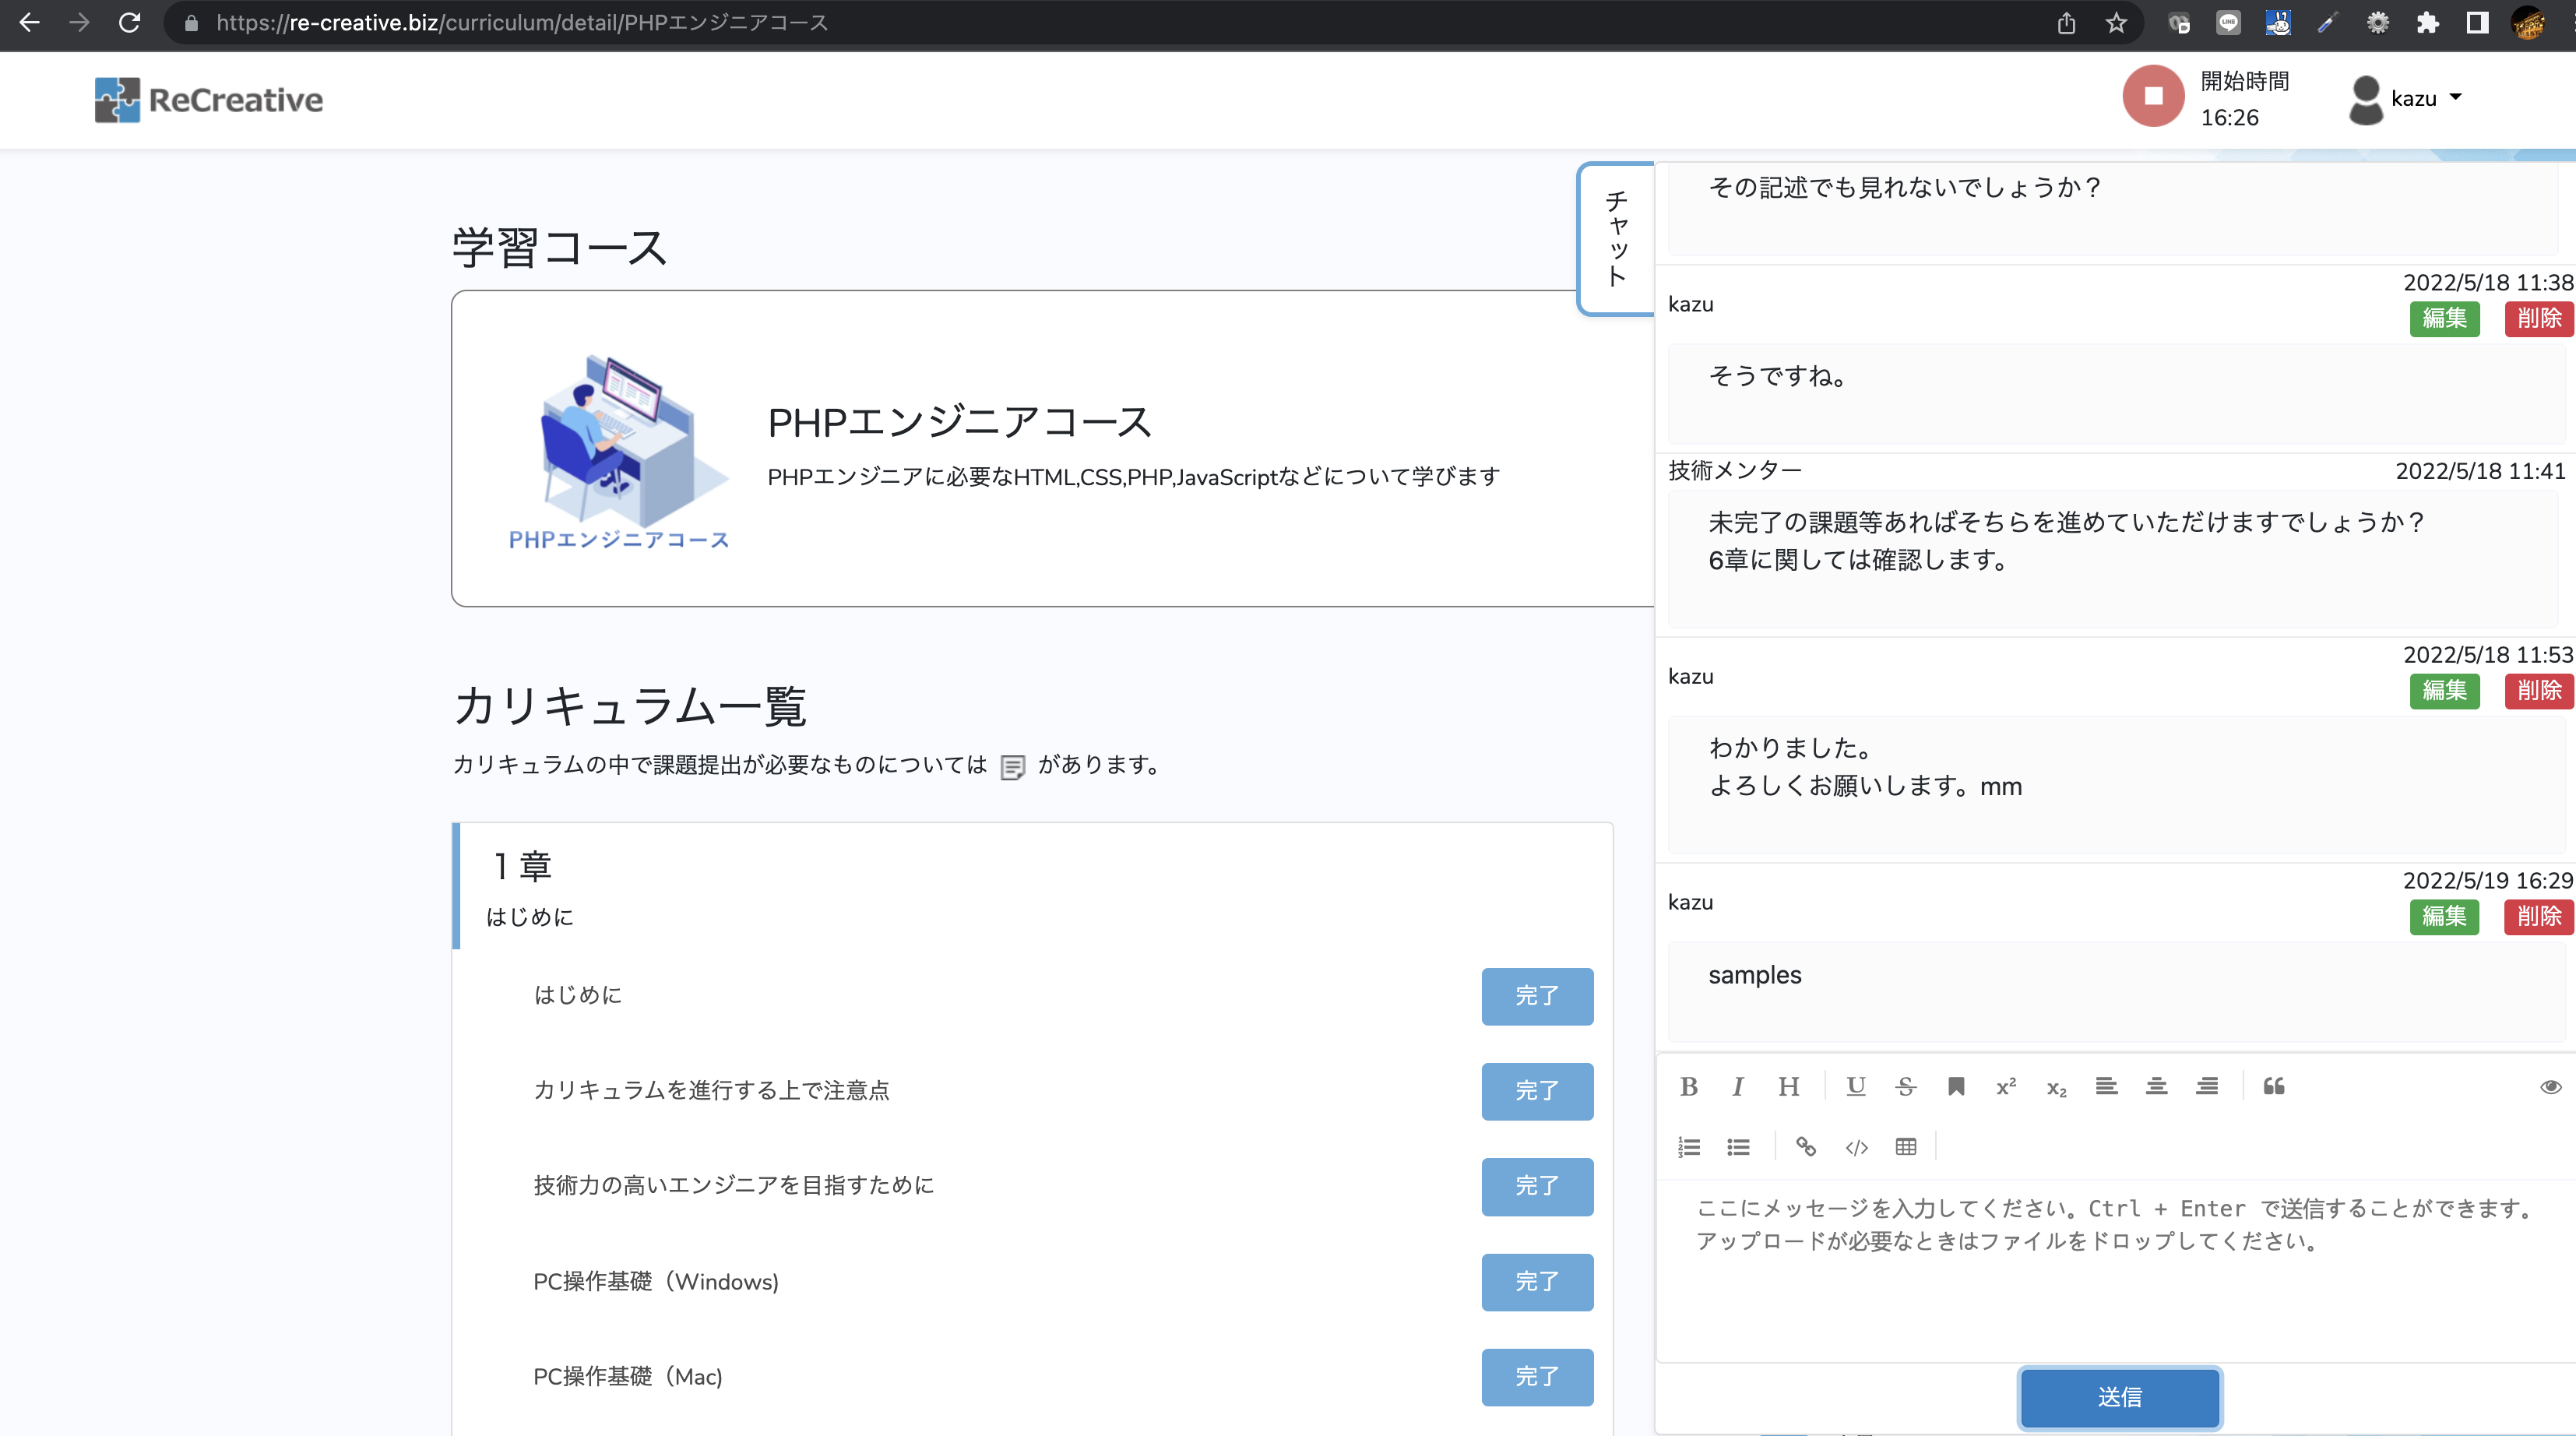 https://re-creative.biz/curriculum/detail/PHPエンジニアコース
ReCreative
開始時間
16:26
kazu
学習コース
PHPエンジニアコース
PHPエンジニアコース
PHPエンジニアに必要なHTML,CSS,PHP,JavaScriptなどについて学びます
カリキュラム一覧
カリキュラムの中で課題提出が必要なものについては があります。
1 章
はじめに
はじめに
完了
カリキュラムを進行する上で注意点
完了
技術力の高いエンジニアを目指すために
完了
PC操作基礎（Windows)
完了
PC操作基礎（Mac)
完了
チャット
その記述でも見れないでしょうか？
2022/5/18 11:38
kazu
編集 削除
そうですね。
技術メンター 2022/5/18 11:41
未完了の課題等あればそちらを進めていただけますでしょうか？
6章に関しては確認します。
2022/5/18 11:53
kazu
編集 削除
わかりました。
よろしくお願いします。mm
2022/5/19 16:29
kazu
編集 削除
samples
B I H U S x² x₂
ここにメッセージを入力してください。Ctrl + Enter で送信することができます。
アップロードが必要なときはファイルをドロップしてください。
送信